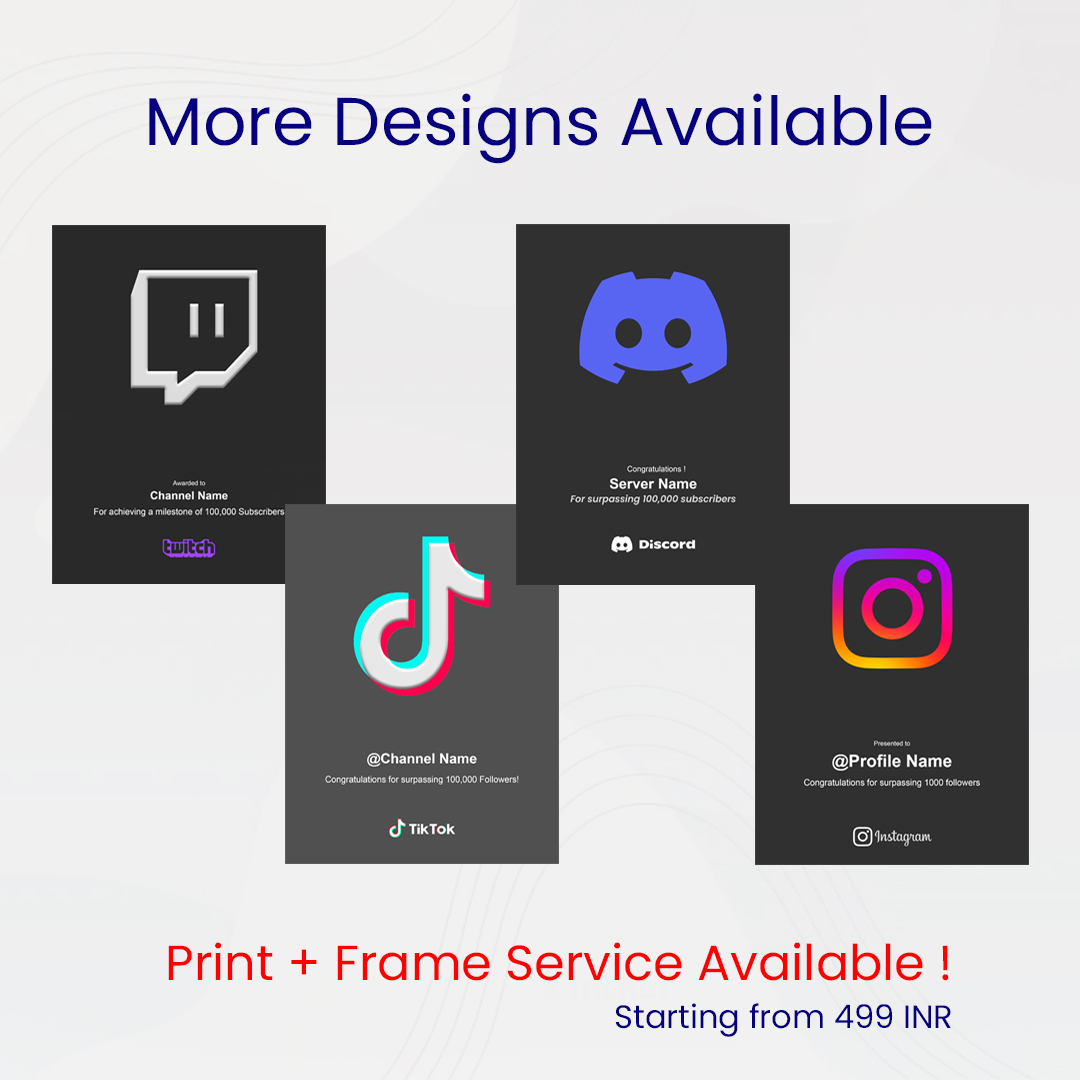 More Designs Available
Awarded to
Channel Name
For achieving a milestone of 100,000 Subscribers
twitch
Congratulations !
Server Name
For surpassing 100,000 subscribers
Discord
@Channel Name
Congratulations for surpassing 100,000 Followers!
TikTok
Presented to
@Profile Name
Congratulations for surpassing 1000 followers
Instagram
Print + Frame Service Available !
Starting from 499 INR